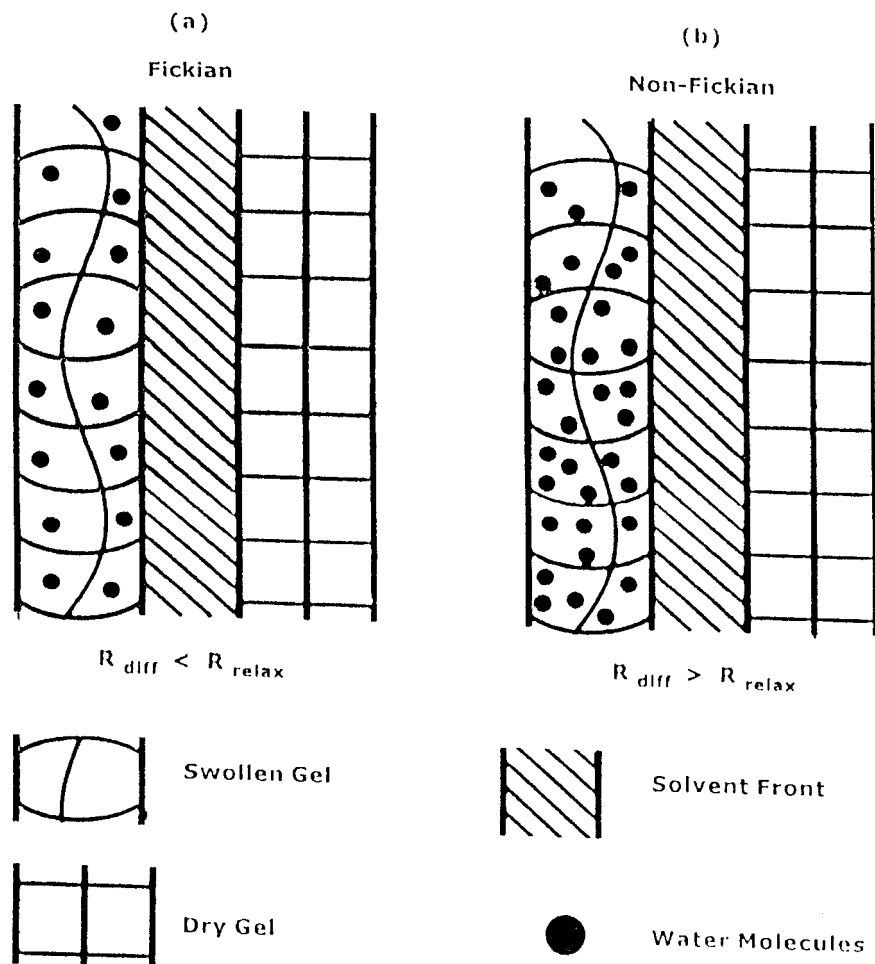 (a)
Fickian
R diff < R relax
(b)
Non-Fickian
R diff > R relax
Swollen Gel
Solvent Front
Dry Gel
Water Molecules